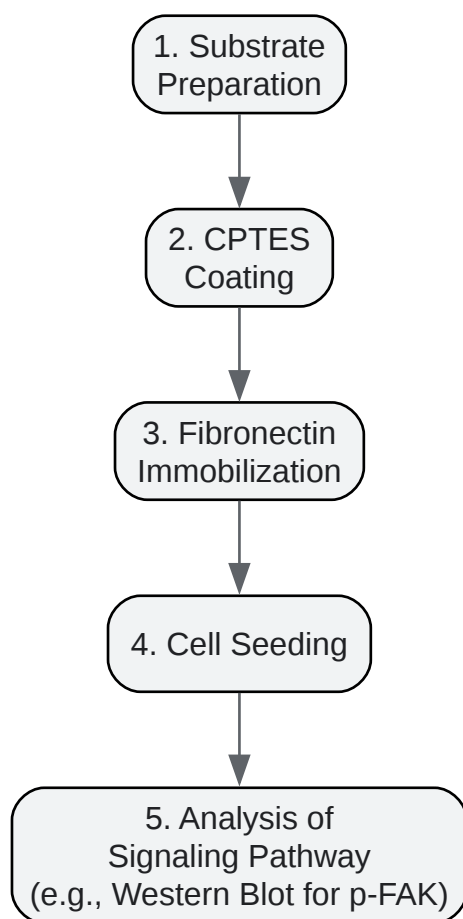 1. Substrate
Preparation
2. CPTES
Coating
3. Fibronectin
Immobilization
4. Cell Seeding
5. Analysis of
Signaling Pathway
(e.g., Western Blot for p-FAK)